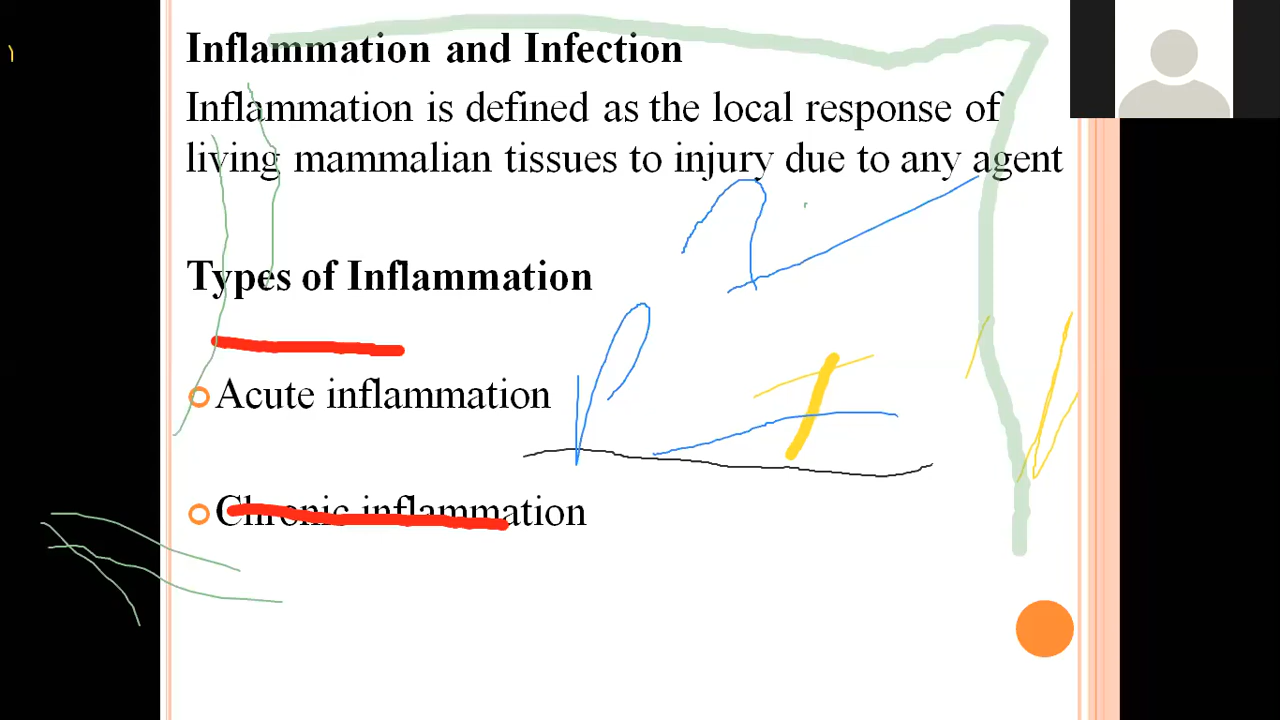 Inflammation and Infection
Inflammation is defined as the local response of
living mammalian tissues to injury due to any agent
Types of Inflammation
Acute inflammation
Chronic inflammation